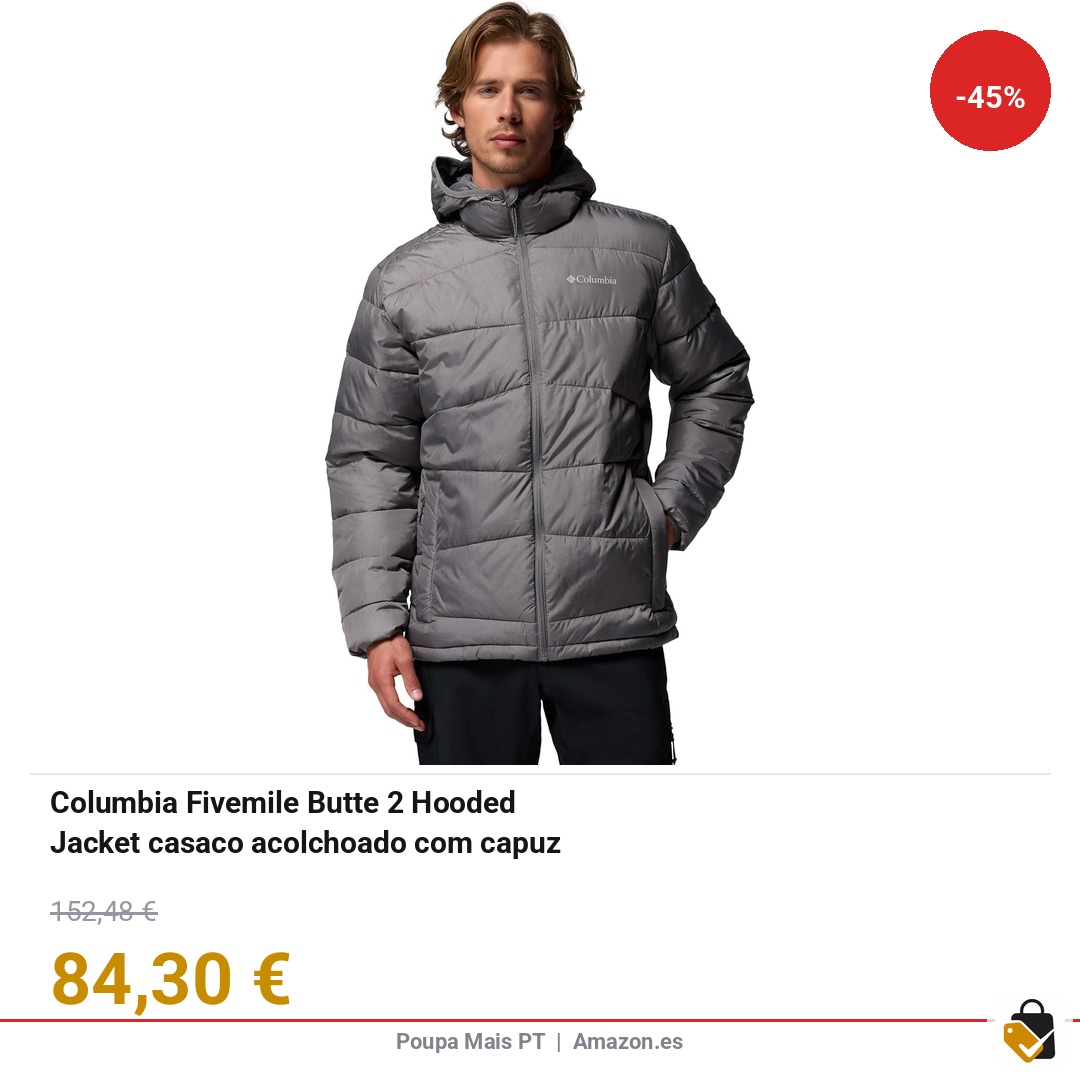 -45%
Columbia
Columbia Fivemile Butte 2 Hooded
Jacket casaco acolchoado com capuz
152,48 €
84,30 €
Poupa Mais PT | Amazon.es